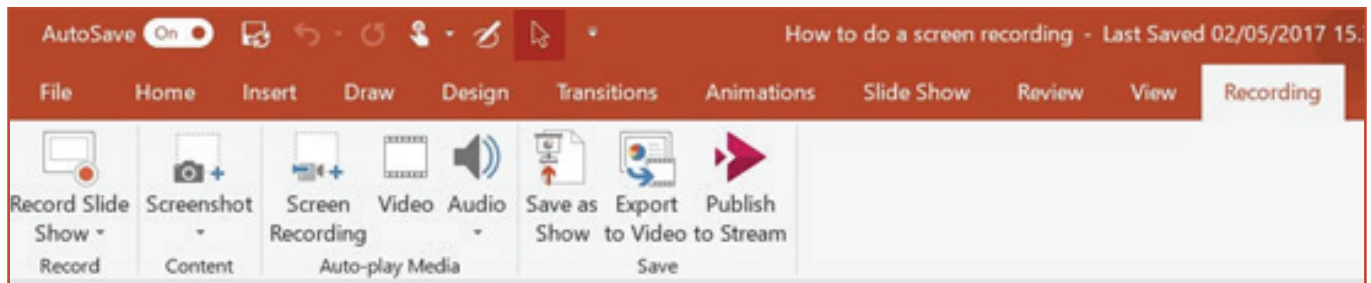 AutoSave On How to do a screen recording - Last Saved 02/05/2017 15.
File Home Insert Draw Design Transitions Animations Slide Show Review View Recording
Record Slide Screenshot Screen Video Audio Save as Export Publish
Show Recording Show to Video to Stream
Record Content Auto-play Media Save